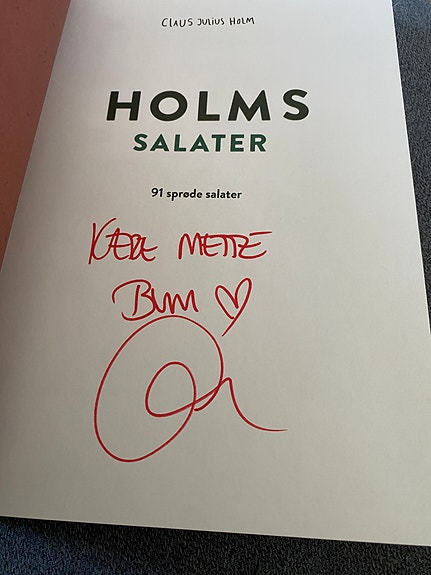 CLAUS JULIUS HOLM
HOLMS
SALATER
91 sprøde salater
KÆRE METTE
BUM ♡